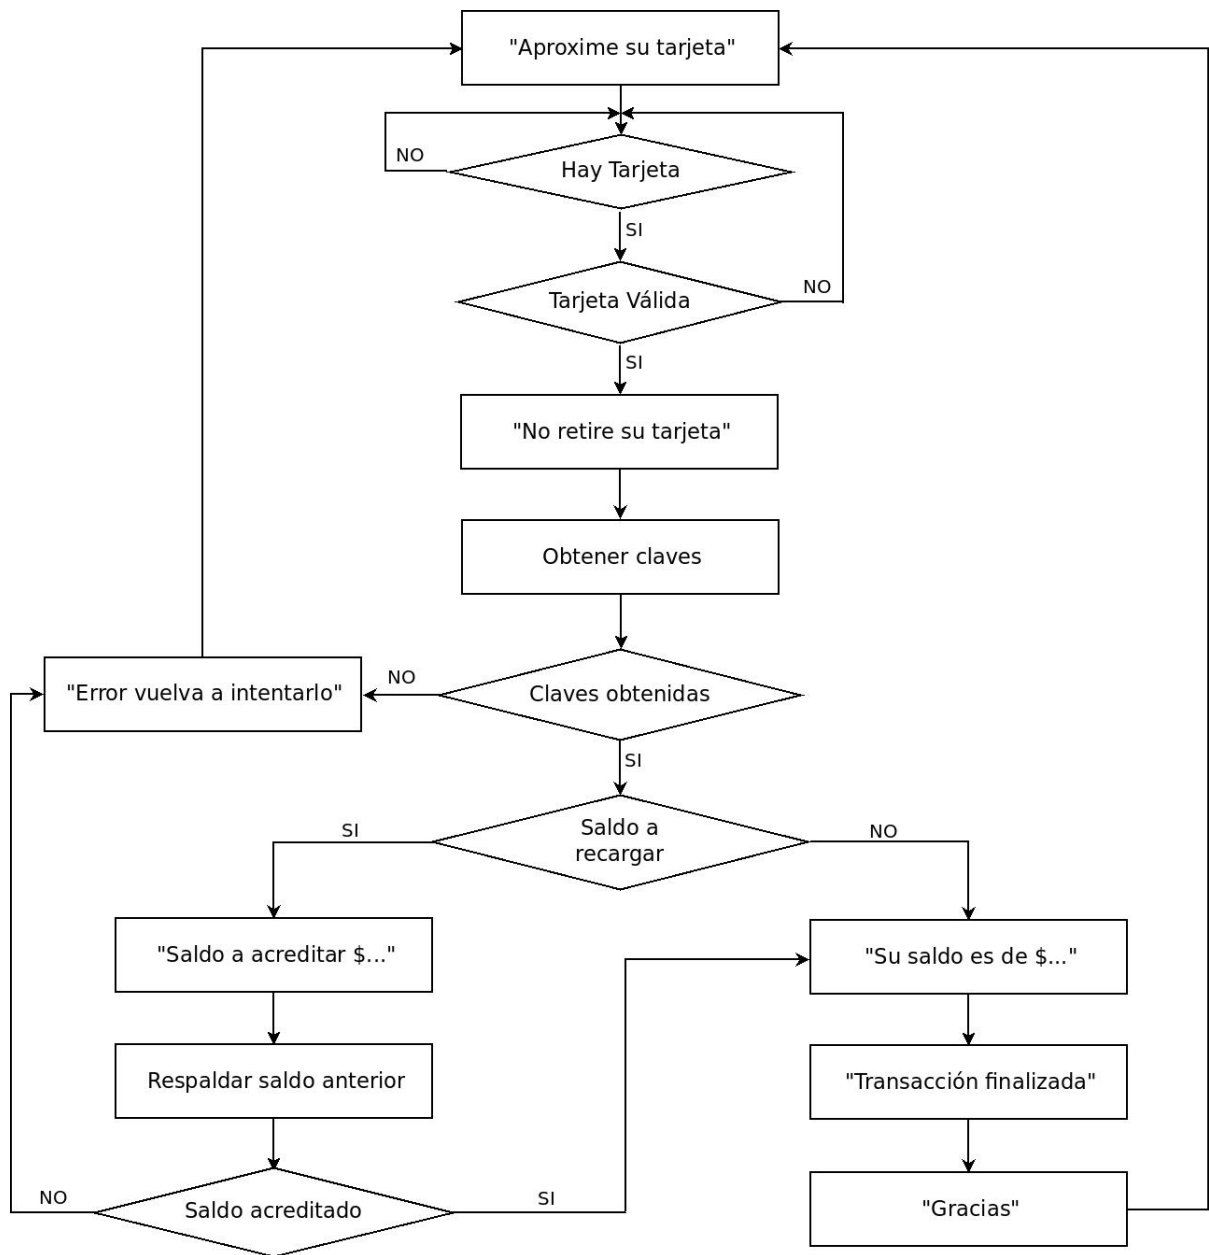 "Aproxime su tarjeta"
NO
Hay Tarjeta
SI
Tarjeta Válida
NO
SI
"No retire su tarjeta"
Obtener claves
"Error vuelva a intentarlo"
NO
Claves obtenidas
SI
SI
Saldo a
recargar
NO
"Saldo a acreditar $..."
"Su saldo es de $..."
Respaldar saldo anterior
"Transacción finalizada"
NO
Saldo acreditado
SI
"Gracias"